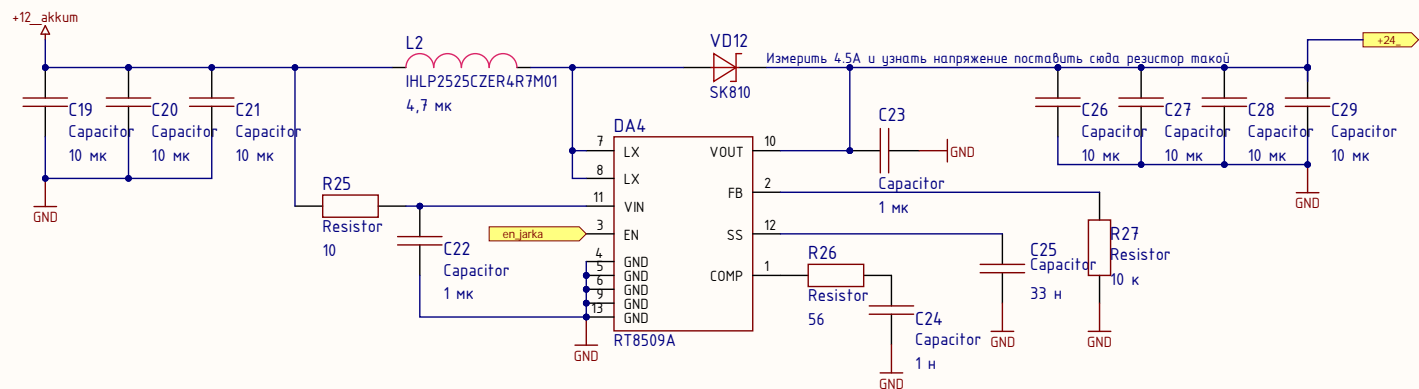 +12_akkum
L2
IHLP2525CZER4R7M01
4,7 мк
VD12
SK810
Измерить 4.5А и узнать напряжение поставить сюда резистор такой
+24_
C19
Capacitor
10 мк
C20
Capacitor
10 мк
C21
Capacitor
10 мк
GND
R25
Resistor
10
C22
Capacitor
1 мк
en_jarka
DA4
7
LX
8
LX
11
VIN
3
EN
4
GND
5
GND
6
GND
9
GND
13
GND
VOUT
10
FB
2
SS
12
COMP
1
RT8509A
GND
C23
Capacitor
1 мк
GND
R26
Resistor
56
C24
Capacitor
1 н
GND
C25
Capacitor
33 н
GND
R27
Resistor
10 к
GND
C26
Capacitor
10 мк
C27
Capacitor
10 мк
C28
Capacitor
10 мк
C29
Capacitor
10 мк
GND